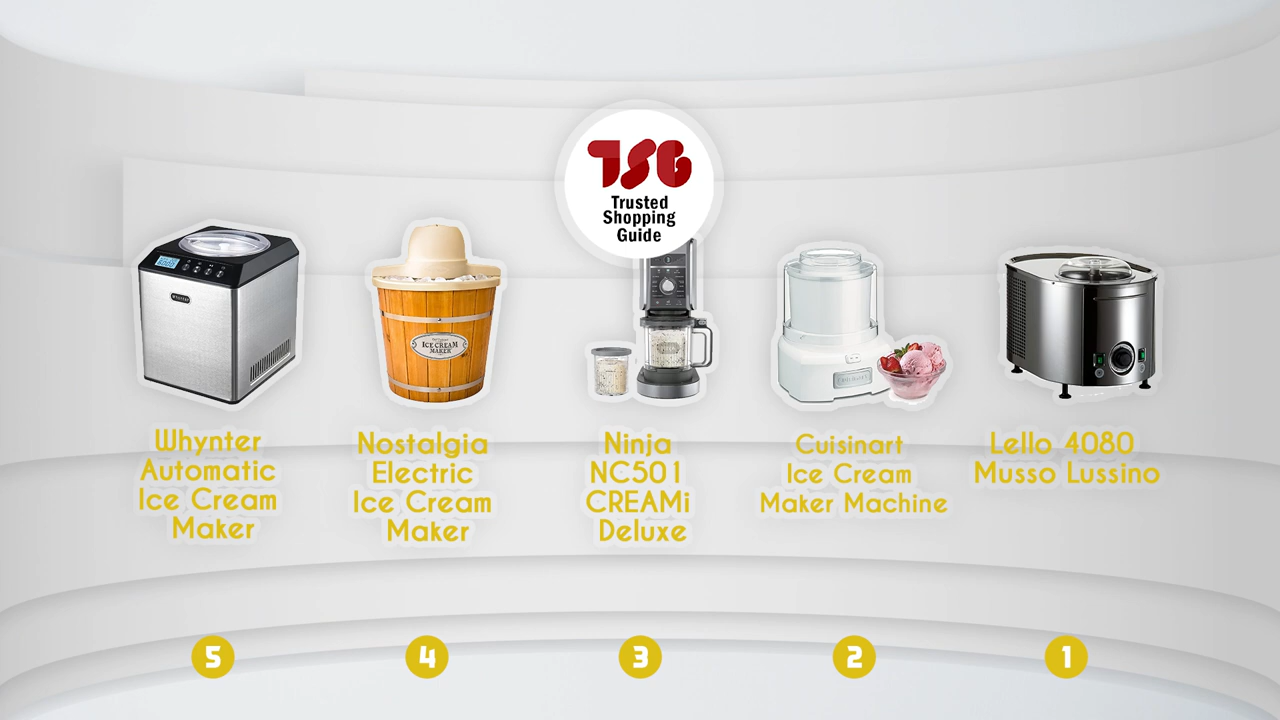 TSG
Trusted
Shopping
Guide
ICE CREAM
MAKER
Whynter
Automatic
Ice Cream
Maker
Nostalgia
Electric
Ice Cream
Maker
Ninja
NC501
CREAMi
Deluxe
Cuisinart
Ice Cream
Maker Machine
Lello 4080
Musso Lussino
5
4
3
2
1